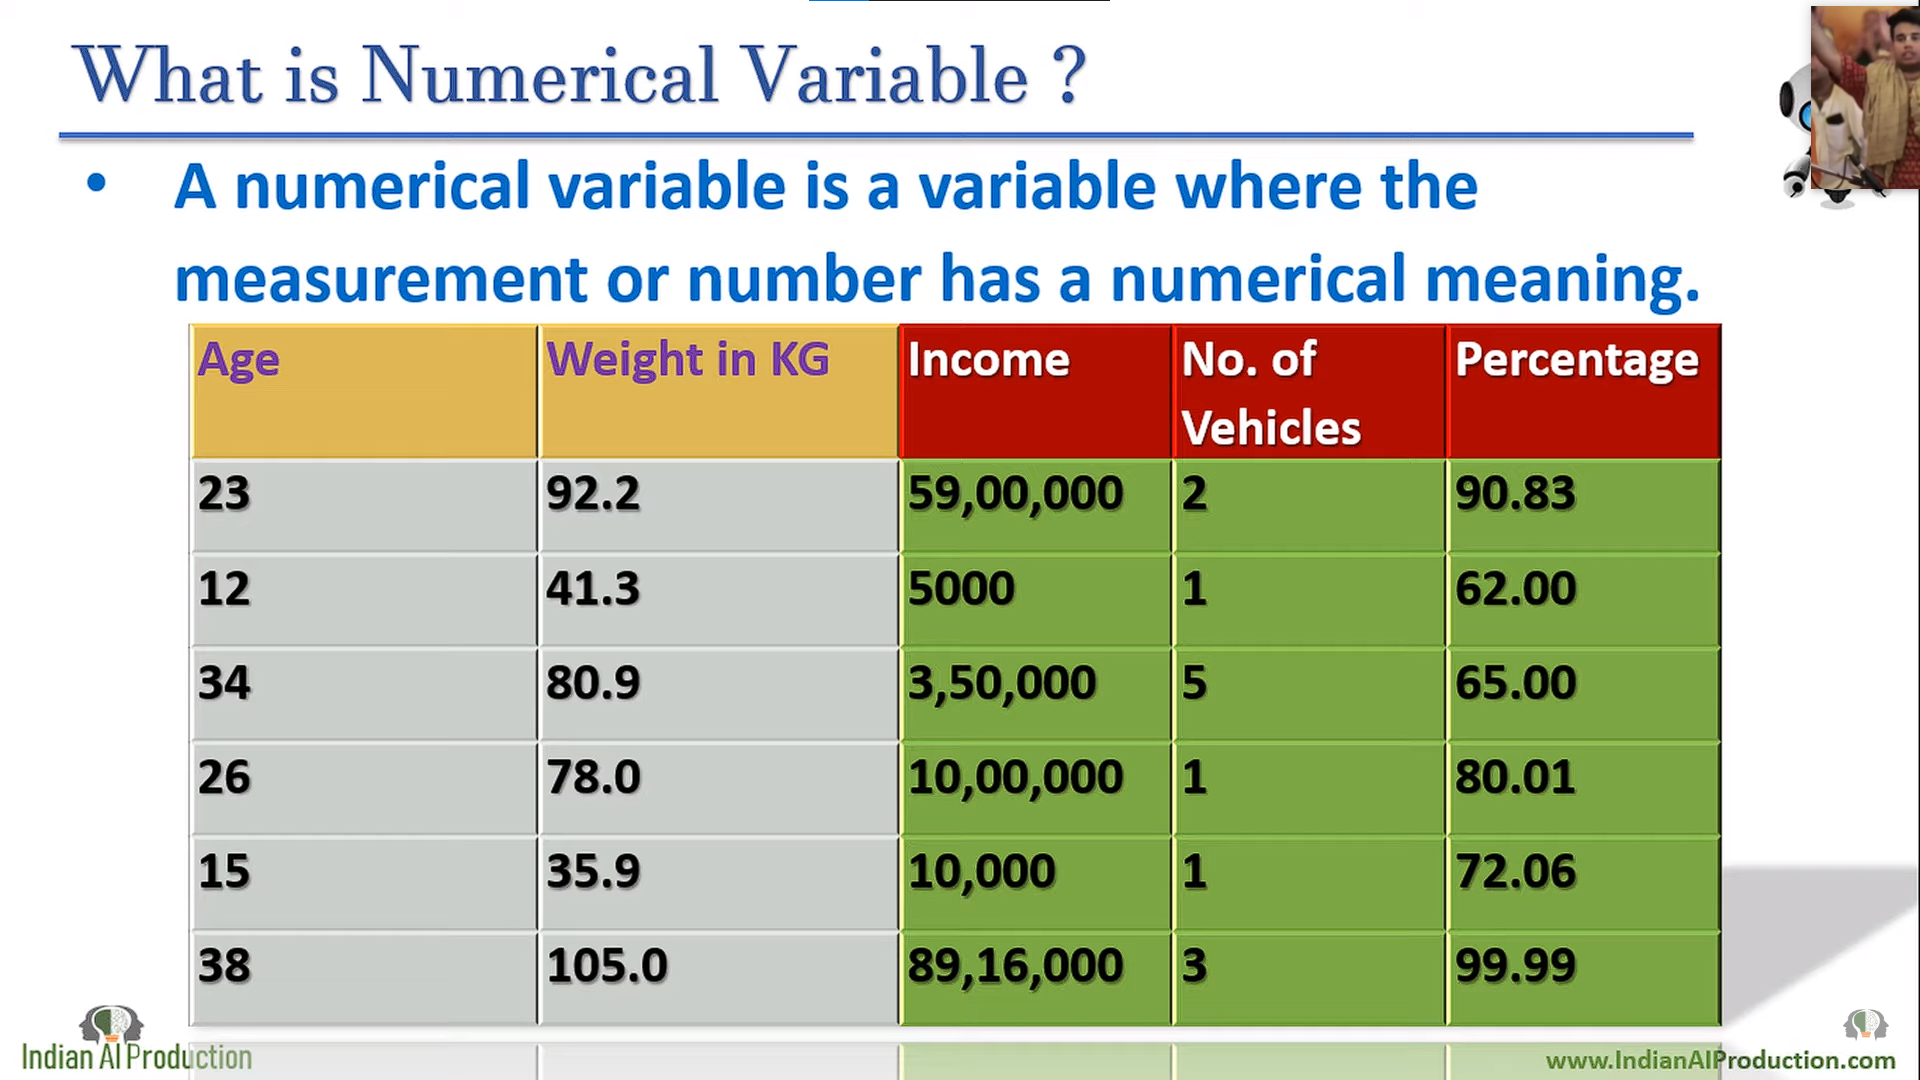 What is Numerical Variable ?
• A numerical variable is a variable where the
measurement or number has a numerical meaning.
Age Weight in KG Income No. of Vehicles Percentage
23 92.2 59,00,000 2 90.83
12 41.3 5000 1 62.00
34 80.9 3,50,000 5 65.00
26 78.0 10,00,000 1 80.01
15 35.9 10,000 1 72.06
38 105.0 89,16,000 3 99.99
Indian AI Production
www.IndianAIProduction.com